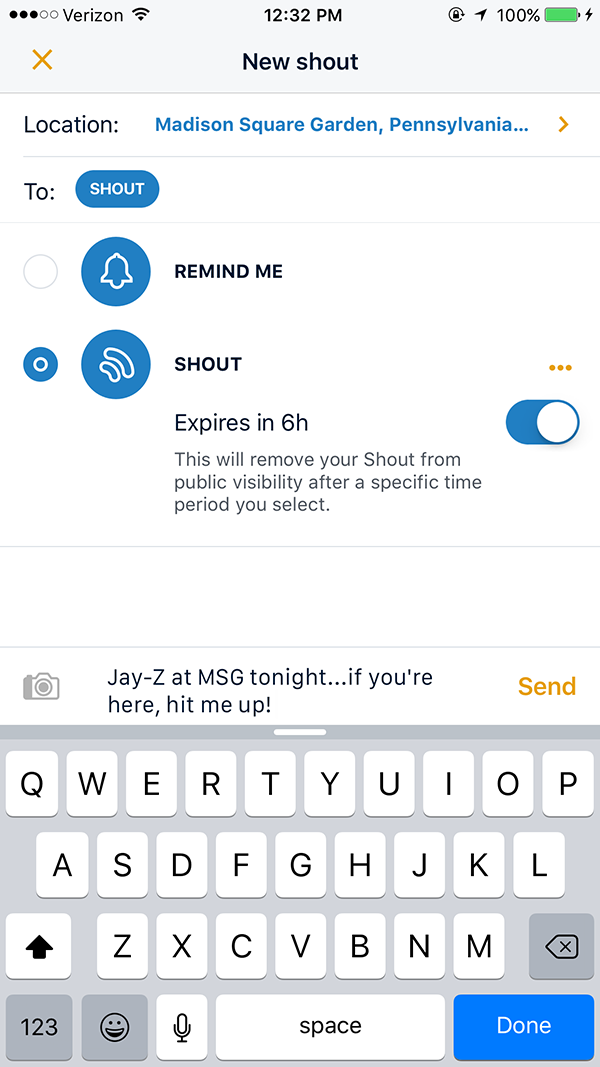 Verizon 12:32 PM 100%
New shout
Location: Madison Square Garden, Pennsylvania...
To: SHOUT
REMIND ME
SHOUT
Expires in 6h
This will remove your Shout from
public visibility after a specific time
period you select.
Jay-Z at MSG tonight...if you're
here, hit me up!
Send
Q W E R T Y U I O P
A S D F G H J K L
Z X C V B N M
123 space Done